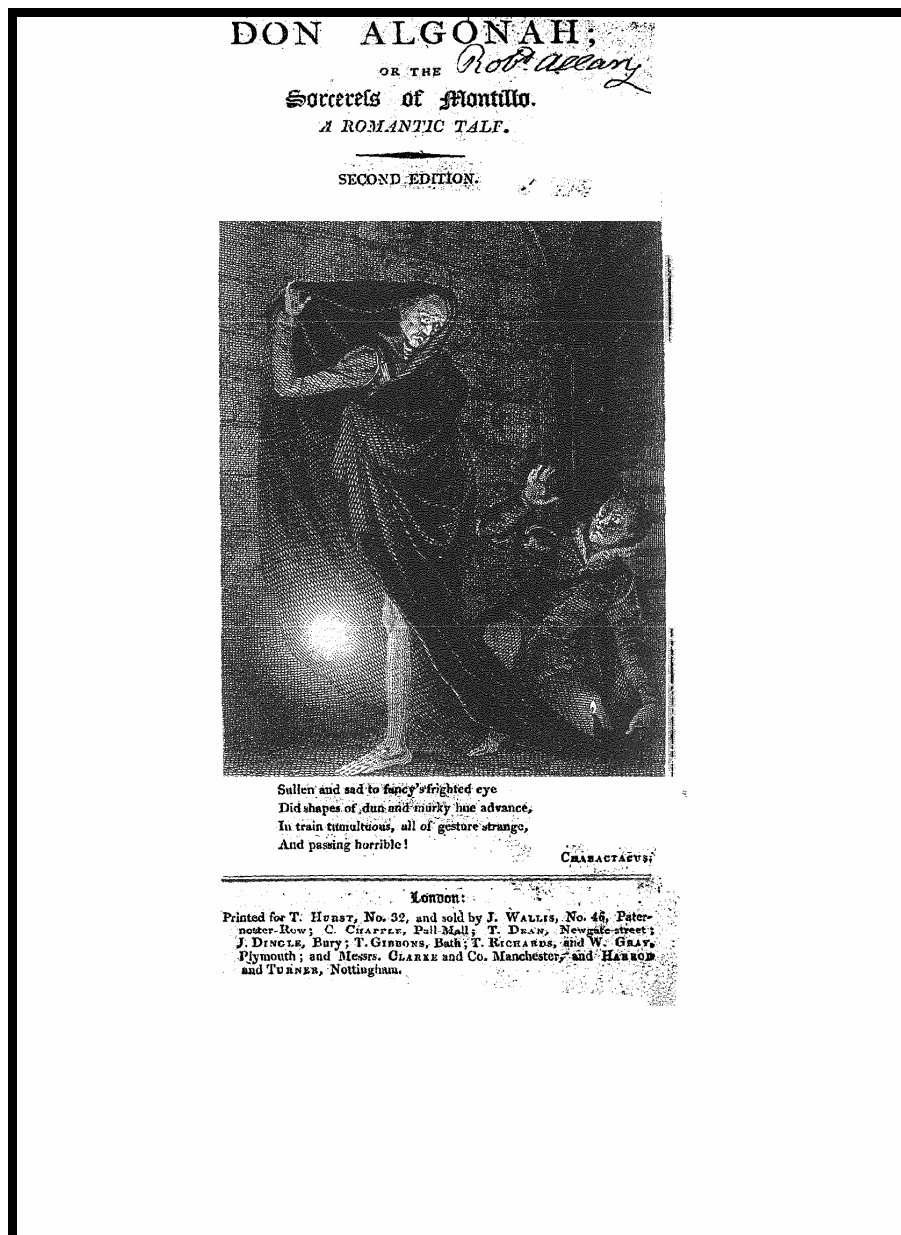 DON ALGONAH;
OR THE
Robt. Allan
Sorceress of Montillo.
A ROMANTIC TALE.
SECOND EDITION.
Sullen and sad to fancy's frighted eye
Did shapes of dun and murky hue advance,
In train tumultuous, all of gesture strange,
And passing horrible!
CHARACTACUS.
London:
Printed for T. HURST, No. 32, and sold by J. WALLIS, No. 46, Pater-
noster-Row; C. CHAPPLE, Pall-Mall; T. DEAN, Newgate-street;
J. DINGLE, Bury; T. GIBBONS, Bath; T. RICHARDS, and W. GRAY,
Plymouth; and Messrs. CLARKE and Co. Manchester, and HARROD
and TURNER, Nottingham.